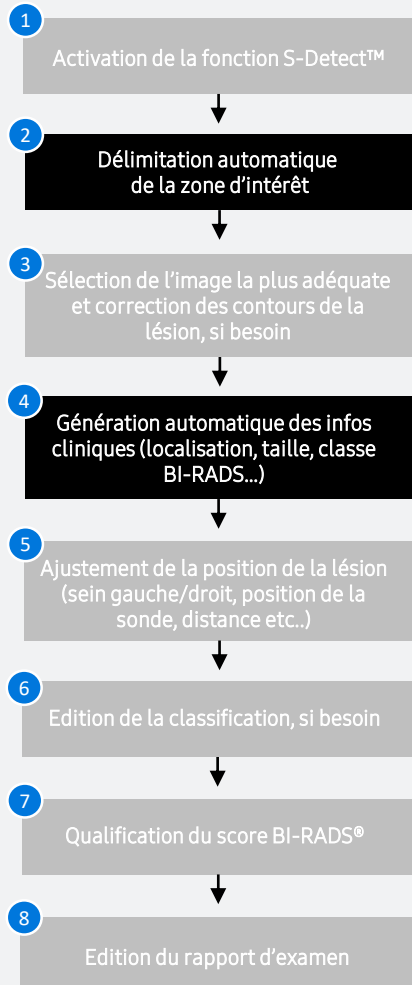 1
Activation de la fonction S-Detect™
2
Délimitation automatique
de la zone d'intérêt
3
Sélection de l'image la plus adéquate
et correction des contours de la
lésion, si besoin
4
Génération automatique des infos
cliniques (localisation, taille, classe
BI-RADS...)
5
Ajustement de la position de la lésion
(sein gauche/droit, position de la
sonde, distance etc..)
6
Edition de la classification, si besoin
7
Qualification du score BI-RADS®
8
Edition du rapport d'examen